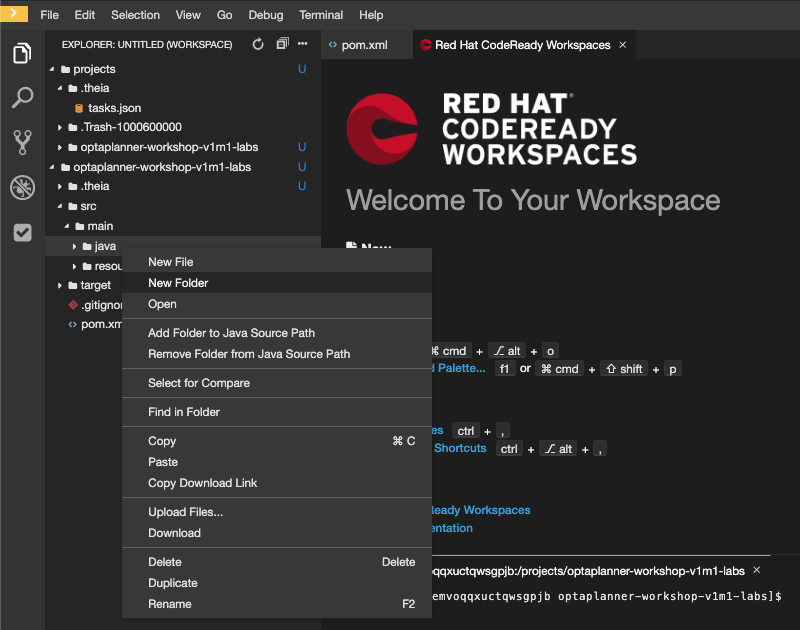 File Edit Selection View Go Debug Terminal Help
EXPLORER: UNTITLED (WORKSPACE)
projects U
.theia
tasks.json
.Trash-1000600000
optaplanner-workshop-v1m1-labs U
optaplanner-workshop-v1m1-labs U
.theia U
src
main
java
resou
target
.gitignor
pom.xm
pom.xml
Red Hat CodeReady Workspaces ×
RED HAT®
CODEREADY
WORKSPACES
Welcome To Your Workspace
New
⌘ cmd + ⌥ alt + o
d Palette... f1 or ⌘ cmd + ⇧ shift + p
es ctrl + ,
Shortcuts ctrl + ⌥ alt + ,
eady Workspaces
entation
New File
New Folder
Open
Add Folder to Java Source Path
Remove Folder from Java Source Path
Select for Compare
Find in Folder
Copy ⌘ C
Paste
Copy Download Link
Upload Files...
Download
Delete Delete
Duplicate
Rename F2
oqqxuctqwsgpjb:/projects/optaplanner-workshop-v1m1-labs ×
emvoqqxuctqwsgpjb optaplanner-workshop-v1m1-labs]$